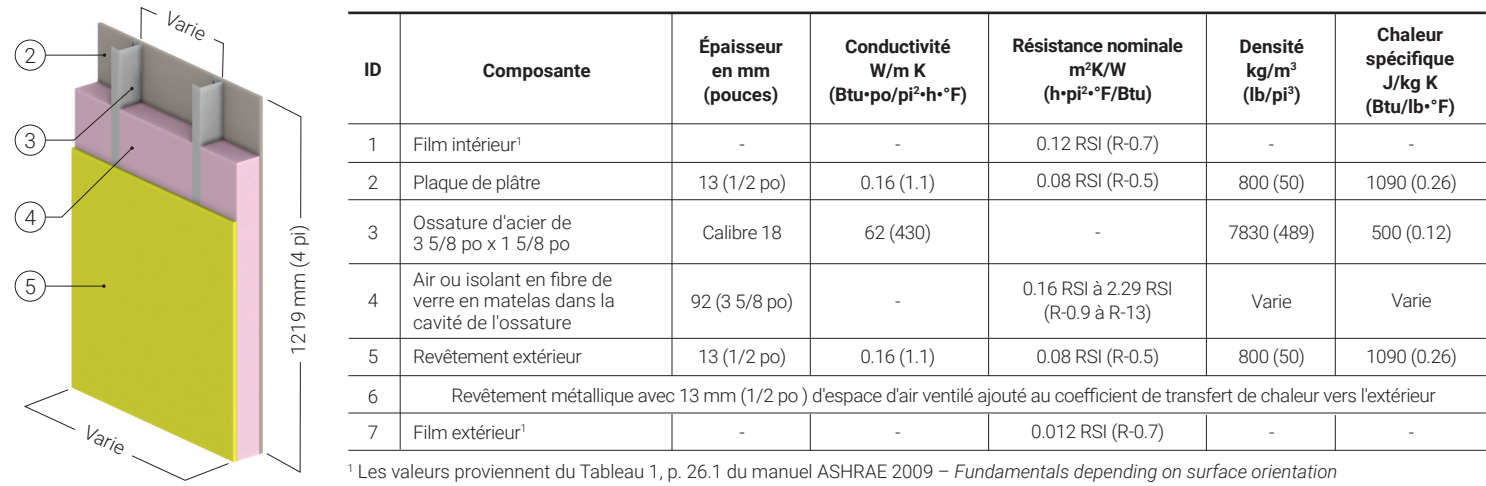 Varie
2
3
4
5
1219 mm (4 pi)
Varie
ID
Composante
Épaisseur
en mm
(pouces)
Conductivité
W/m K
(Btu•po/pi²•h•°F)
Résistance nominale
m²K/W
(h•pi²•°F/Btu)
Densité
kg/m³
(lb/pi³)
Chaleur
spécifique
J/kg K
(Btu/lb•°F)
1 Film intérieur¹ - - 0.12 RSI (R-0.7) - -
2 Plaque de plâtre 13 (1/2 po) 0.16 (1.1) 0.08 RSI (R-0.5) 800 (50) 1090 (0.26)
3 Ossature d'acier de
3 5/8 po x 1 5/8 po Calibre 18 62 (430) - 7830 (489) 500 (0.12)
4 Air ou isolant en fibre de
verre en matelas dans la
cavité de l'ossature 92 (3 5/8 po) - 0.16 RSI à 2.29 RSI
(R-0.9 à R-13) Varie Varie
5 Revêtement extérieur 13 (1/2 po) 0.16 (1.1) 0.08 RSI (R-0.5) 800 (50) 1090 (0.26)
6 Revêtement métallique avec 13 mm (1/2 po ) d'espace d'air ventilé ajouté au coefficient de transfert de chaleur vers l'extérieur
7 Film extérieur¹ - - 0.012 RSI (R-0.7) - -
¹ Les valeurs proviennent du Tableau 1, p. 26.1 du manuel ASHRAE 2009 – Fundamentals depending on surface orientation